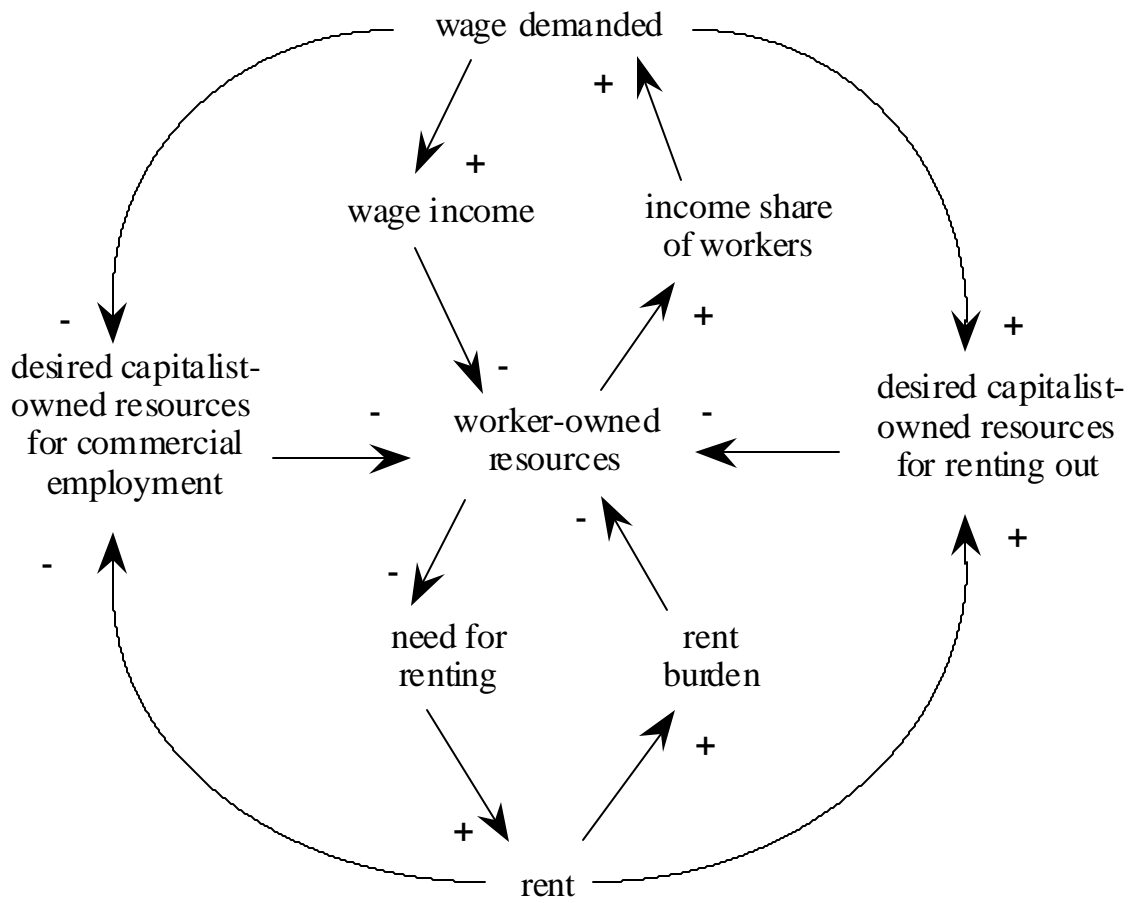 wage demanded
+
+
wage income
income share
of workers
-
+
+
-
desired capitalist-
owned resources
for commercial
employment
-
worker-owned
resources
-
desired capitalist-
owned resources
for renting out
-
-
+
-
need for
renting
rent
burden
+
+
rent